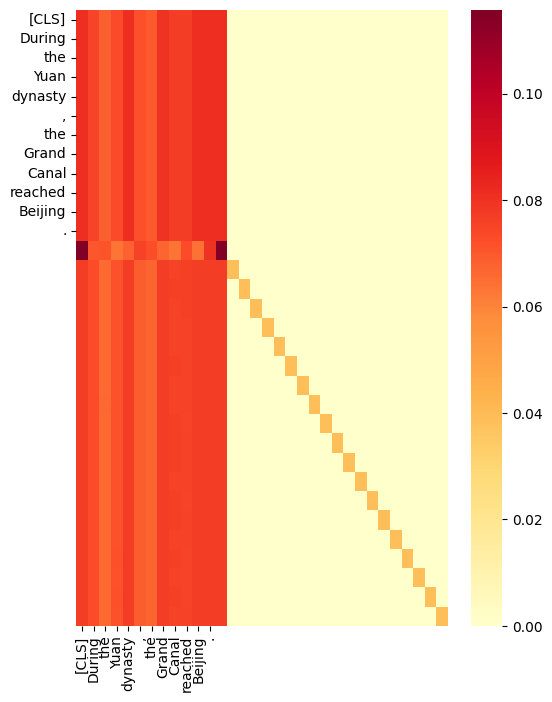 [CLS]
During
the
Yuan
dynasty
,
the
Grand
Canal
reached
Beijing
.
0.10
0.08
0.06
0.04
0.02
0.00
[CLS]
During
the
Yuan
dynasty
,
the
Grand
Canal
reached
Beijing
.